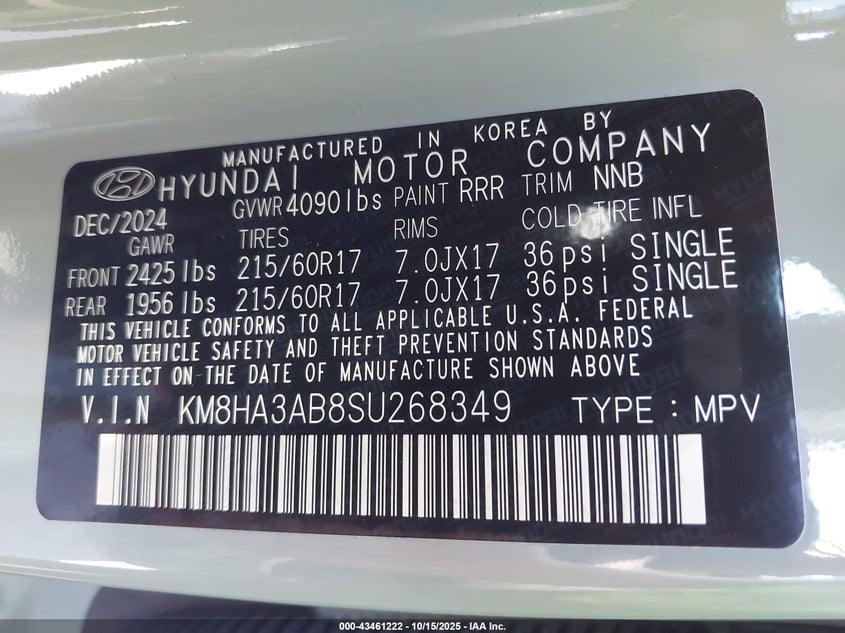 MANUFACTURED IN KOREA BY
HYUNDAI MOTOR COMPANY
DEC/2024 GVWR 4090 lbs PAINT RRR TRIM NNB
GAWR TIRES RIMS COLD TIRE INFL
FRONT 2425 lbs 215/60R17 7.0JX17 36 psi SINGLE
REAR 1956 lbs 215/60R17 7.0JX17 36 psi SINGLE
THIS VEHICLE CONFORMS TO ALL APPLICABLE U.S.A. FEDERAL
MOTOR VEHICLE SAFETY AND THEFT PREVENTION STANDARDS
IN EFFECT ON THE DATE OF MANUFACTURE SHOWN ABOVE
V.I.N KM8HA3AB8SU268349 TYPE : MPV
000-43461222 - 10/15/2025 - IAA Inc.